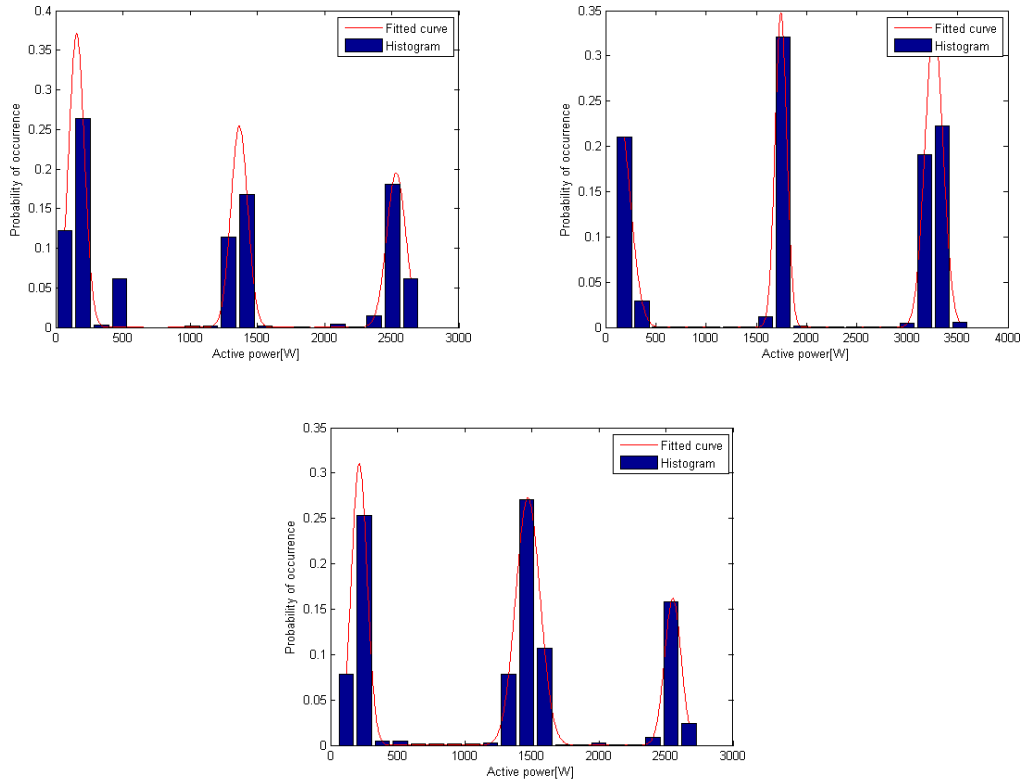 0.4
0.35
0.3
0.25
0.2
0.15
0.1
0.05
0
Probability of occurrence
Fitted curve
Histogram
0 500 1000 1500 2000 2500 3000
Active power[W]
0.35
0.3
0.25
0.2
0.15
0.1
0.05
0
Probability of occurrence
Fitted curve
Histogram
0 500 1000 1500 2000 2500 3000 3500 4000
Active power[W]
0.35
0.3
0.25
0.2
0.15
0.1
0.05
0
Probability of occurrence
Fitted curve
Histogram
0 500 1000 1500 2000 2500 3000
Active power[W]